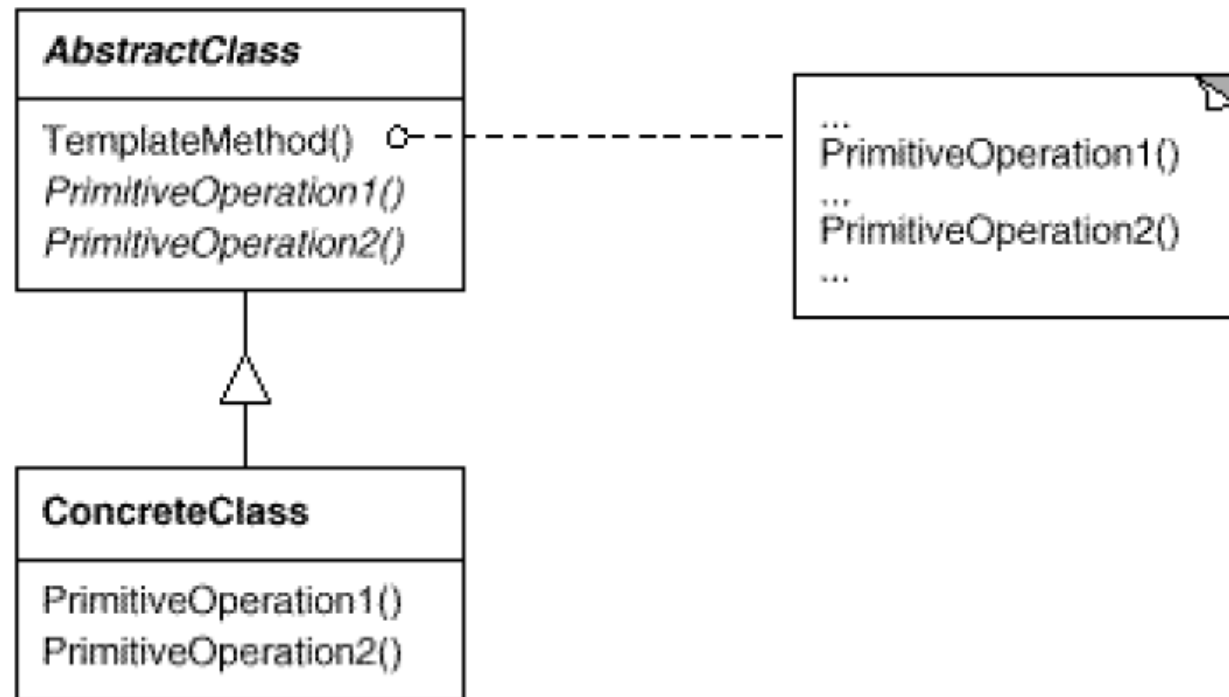 AbstractClass
TemplateMethod()
PrimitiveOperation1()
PrimitiveOperation2()
...
PrimitiveOperation1()
...
PrimitiveOperation2()
...
ConcreteClass
PrimitiveOperation1()
PrimitiveOperation2()